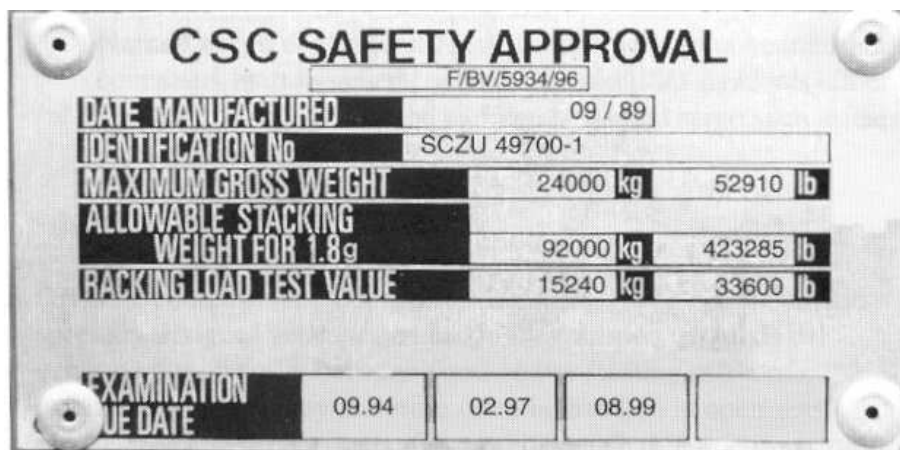 CSC SAFETY APPROVAL
F/BV/5934/96
DATE MANUFACTURED 09 / 89
IDENTIFICATION No SCZU 49700-1
MAXIMUM GROSS WEIGHT 24000 kg 52910 lb
ALLOWABLE STACKING
WEIGHT FOR 1.8g 92000 kg 423285 lb
RACKING LOAD TEST VALUE 15240 kg 33600 lb
EXAMINATION
DUE DATE 09.94 02.97 08.99